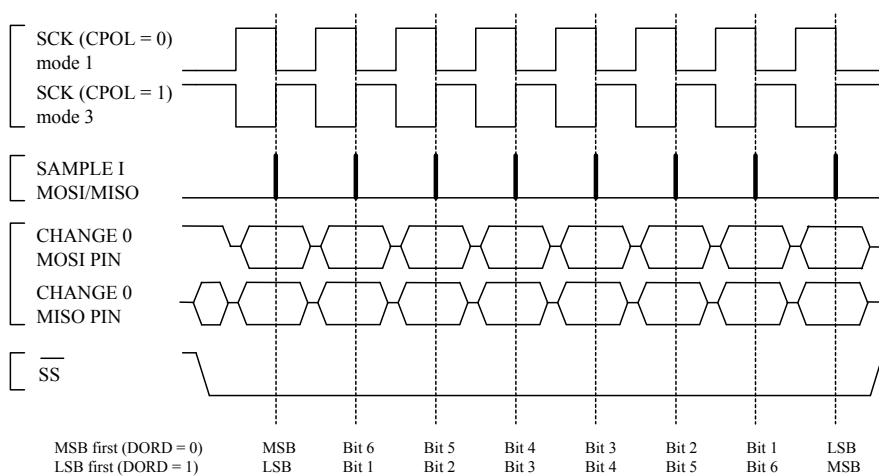 SCK (CPOL = 0)
mode 1
SCK (CPOL = 1)
mode 3
SAMPLE I
MOSI/MISO
CHANGE 0
MOSI PIN
CHANGE 0
MISO PIN
SS
MSB first (DORD = 0) MSB Bit 6 Bit 5 Bit 4 Bit 3 Bit 2 Bit 1 LSB
LSB first (DORD = 1) LSB Bit 1 Bit 2 Bit 3 Bit 4 Bit 5 Bit 6 MSB